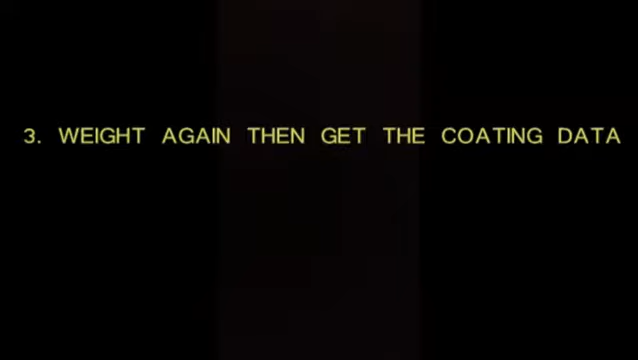 3. WEIGHT AGAIN THEN GET THE COATING DATA